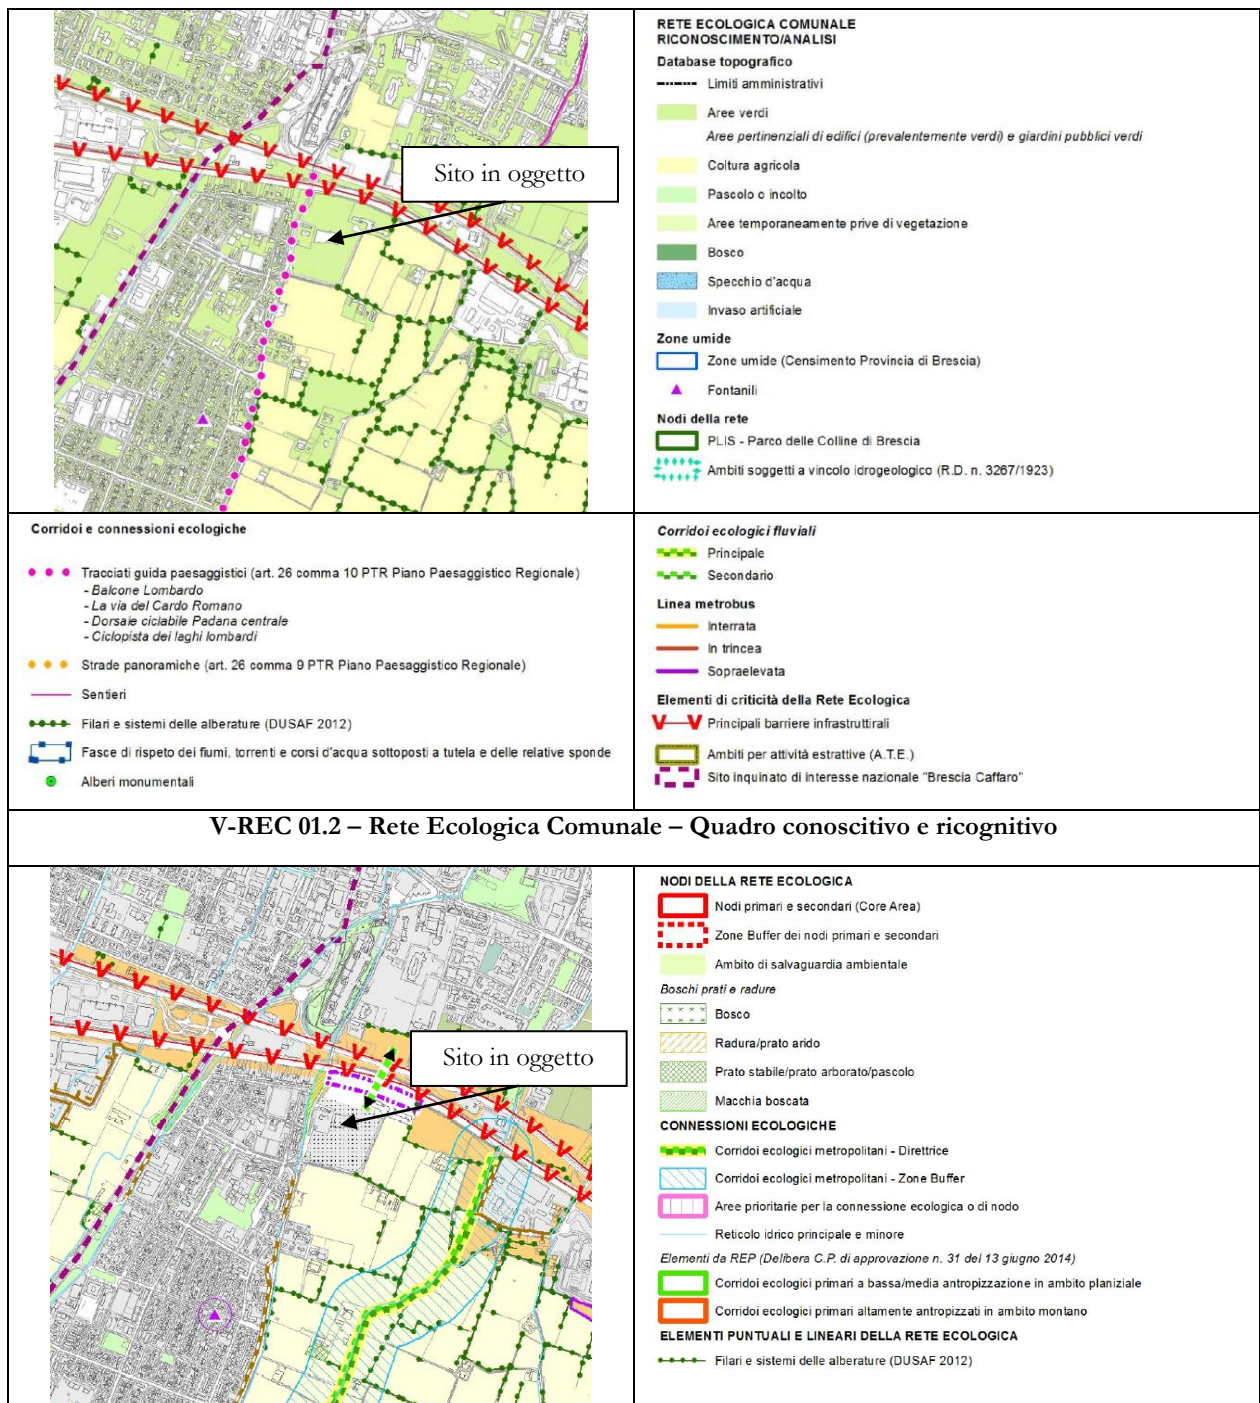 Sito in oggetto
RETE ECOLOGICA COMUNALE
RICONOSCIMENTO/ANALISI
Database topografico
Limiti amministrativi
Aree verdi
Aree pertinenziali di edifici (prevalentemente verdi) e giardini pubblici verdi
Coltura agricola
Pascolo o incolto
Aree temporaneamente prive di vegetazione
Bosco
Specchio d'acqua
Invaso artificiale
Zone umide
Zone umide (Censimento Provincia di Brescia)
Fontanili
Nodi della rete
PLIS - Parco delle Colline di Brescia
Ambiti soggetti a vincolo idrogeologico (R.D. n. 3267/1923)
Corridoi e connessioni ecologiche
Tracciati guida paesaggistici (art. 26 comma 10 PTR Piano Paesaggistico Regionale)
- Balcone Lombardo
- La via del Cardo Romano
- Dorsale ciclabile Padana centrale
- Ciclopista dei laghi lombardi
Strade panoramiche (art. 26 comma 9 PTR Piano Paesaggistico Regionale)
Sentieri
Filari e sistemi delle alberature (DUSAF 2012)
Fasce di rispeto dei fiumi, torrenti e corsi d'acqua sottoposti a tutela e delle relative sponde
Alberi monumentali
Corridoi ecologici fluviali
Principale
Secondario
Linea metrobus
Interrata
In trincea
Sopraelevata
Elementi di criticità della Rete Ecologica
Principali barriere infrastruttirali
Ambiti per attività estrattive (A.T.E.)
Sito inquinato di interesse nazionale "Brescia Caffaro"
V-REC 01.2 – Rete Ecologica Comunale – Quadro conoscitivo e ricognitivo
Sito in oggetto
NODI DELLA RETE ECOLOGICA
Nodi primari e secondari (Core Area)
Zone Buffer dei nodi primari e secondari
Ambito di salvaguardia ambientale
Boschi prati e radure
Bosco
Radura/prato arido
Prato stabile/prato arborato/pascolo
Macchia boscata
CONNESSIONI ECOLOGICHE
Corridoi ecologici metropolitani - Direttrice
Corridoi ecologici metropolitani - Zone Buffer
Aree prioritarie per la connessione ecologica o di nodo
Reticolo idrico principale e minore
Elementi da REP (Delibera C.P. di approvazione n. 31 del 13 giugno 2014)
Corridoi ecologici primari a bassa/media antropizzazione in ambito planiziale
Corridoi ecologici primari altamente antropizzati in ambito montano
ELEMENTI PUNTUALI E LINEARI DELLA RETE ECOLOGICA
Filari e sistemi delle alberature (DUSAF 2012)